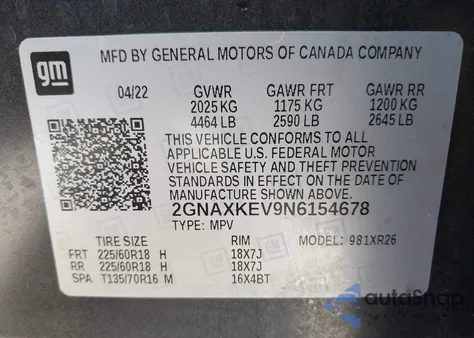 gm
MFD BY GENERAL MOTORS OF CANADA COMPANY
04/22 GVWR GAWR FRT GAWR RR
2025 KG 1175 KG 1200 KG
4464 LB 2590 LB 2645 LB
THIS VEHICLE CONFORMS TO ALL
APPLICABLE U.S. FEDERAL MOTOR
VEHICLE SAFETY AND THEFT PREVENTION
STANDARDS IN EFFECT ON THE DATE OF
MANUFACTURE SHOWN ABOVE.
2GNAXKEV9N6154678
TYPE: MPV
TIRE SIZE RIM MODEL: 981XR26
FRT 225/60R18 H 18X7J
RR 225/60R18 H 18X7J
SPA T135/70R16 M 16X4BT
autoSnap